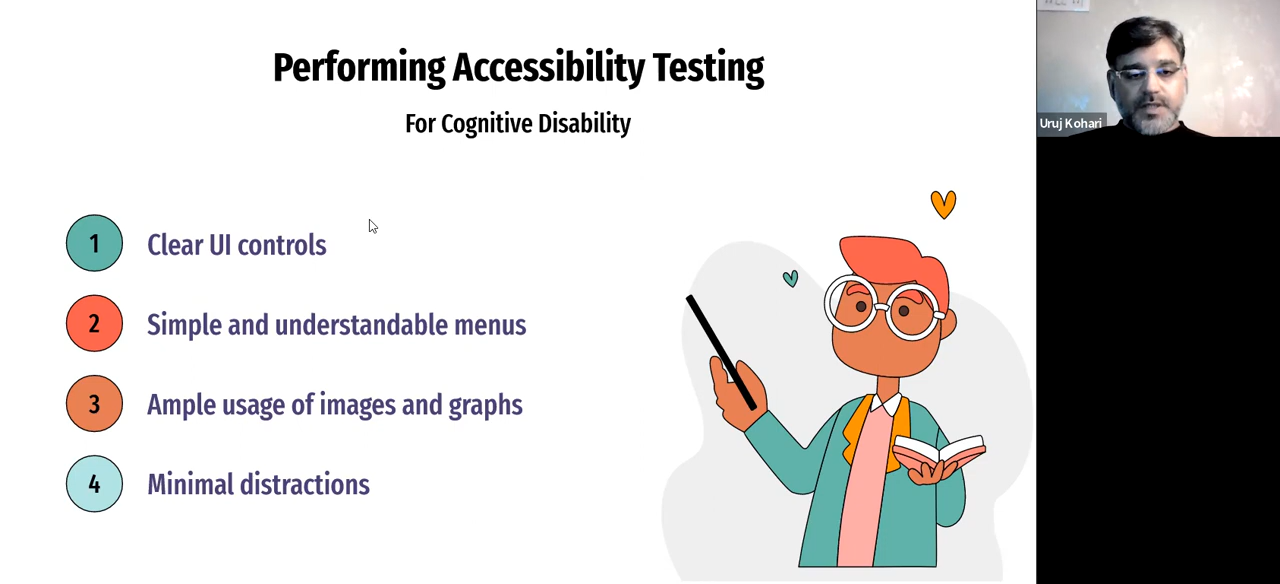 Performing Accessibility Testing
For Cognitive Disability
1 Clear UI controls
2 Simple and understandable menus
3 Ample usage of images and graphs
4 Minimal distractions
Uruj Kohari